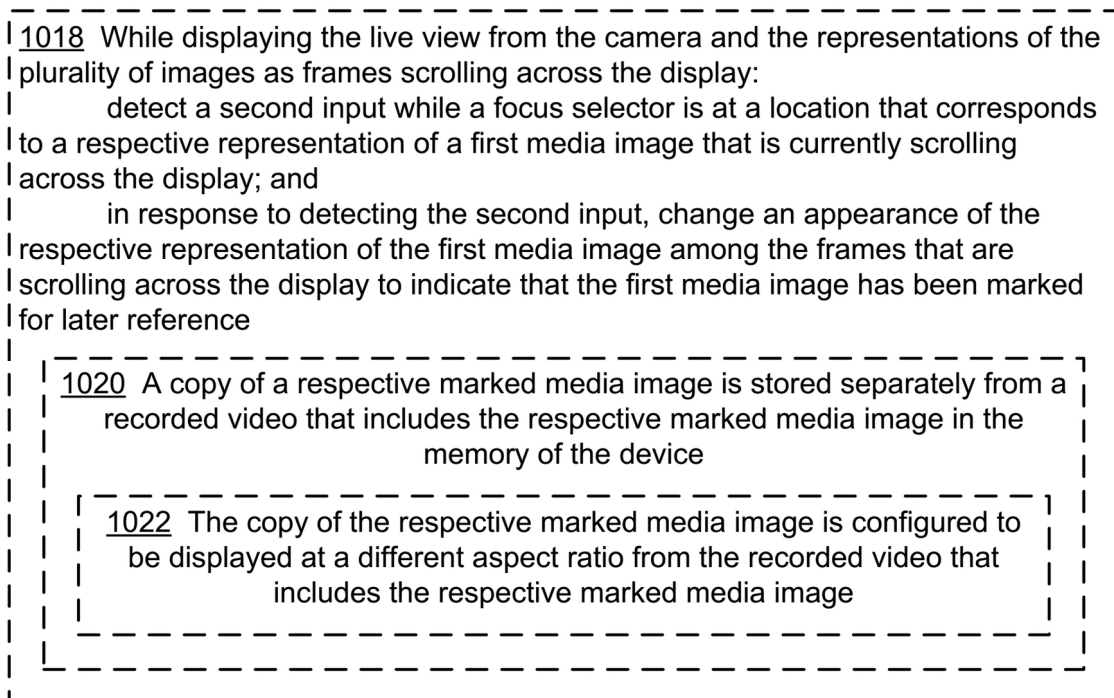 1018 While displaying the live view from the camera and the representations of the
plurality of images as frames scrolling across the display:
detect a second input while a focus selector is at a location that corresponds
to a respective representation of a first media image that is currently scrolling
across the display; and
in response to detecting the second input, change an appearance of the
respective representation of the first media image among the frames that are
scrolling across the display to indicate that the first media image has been marked
for later reference
1020 A copy of a respective marked media image is stored separately from a
recorded video that includes the respective marked media image in the
memory of the device
1022 The copy of the respective marked media image is configured to
be displayed at a different aspect ratio from the recorded video that
includes the respective marked media image